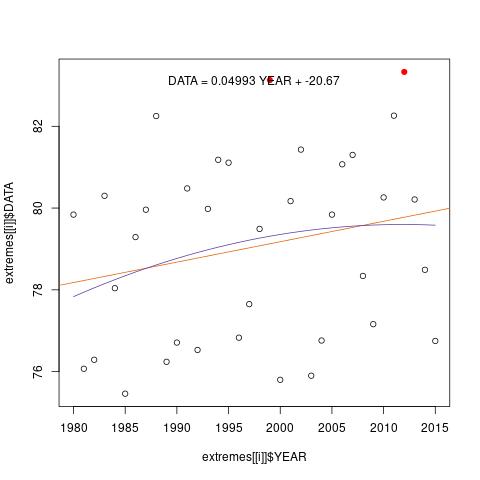 DATA = 0.04993 YEAR + -20.67
82
80
78
76
extremes[[i]]$DATA
1980 1985 1990 1995 2000 2005 2010 2015
extremes[[i]]$YEAR